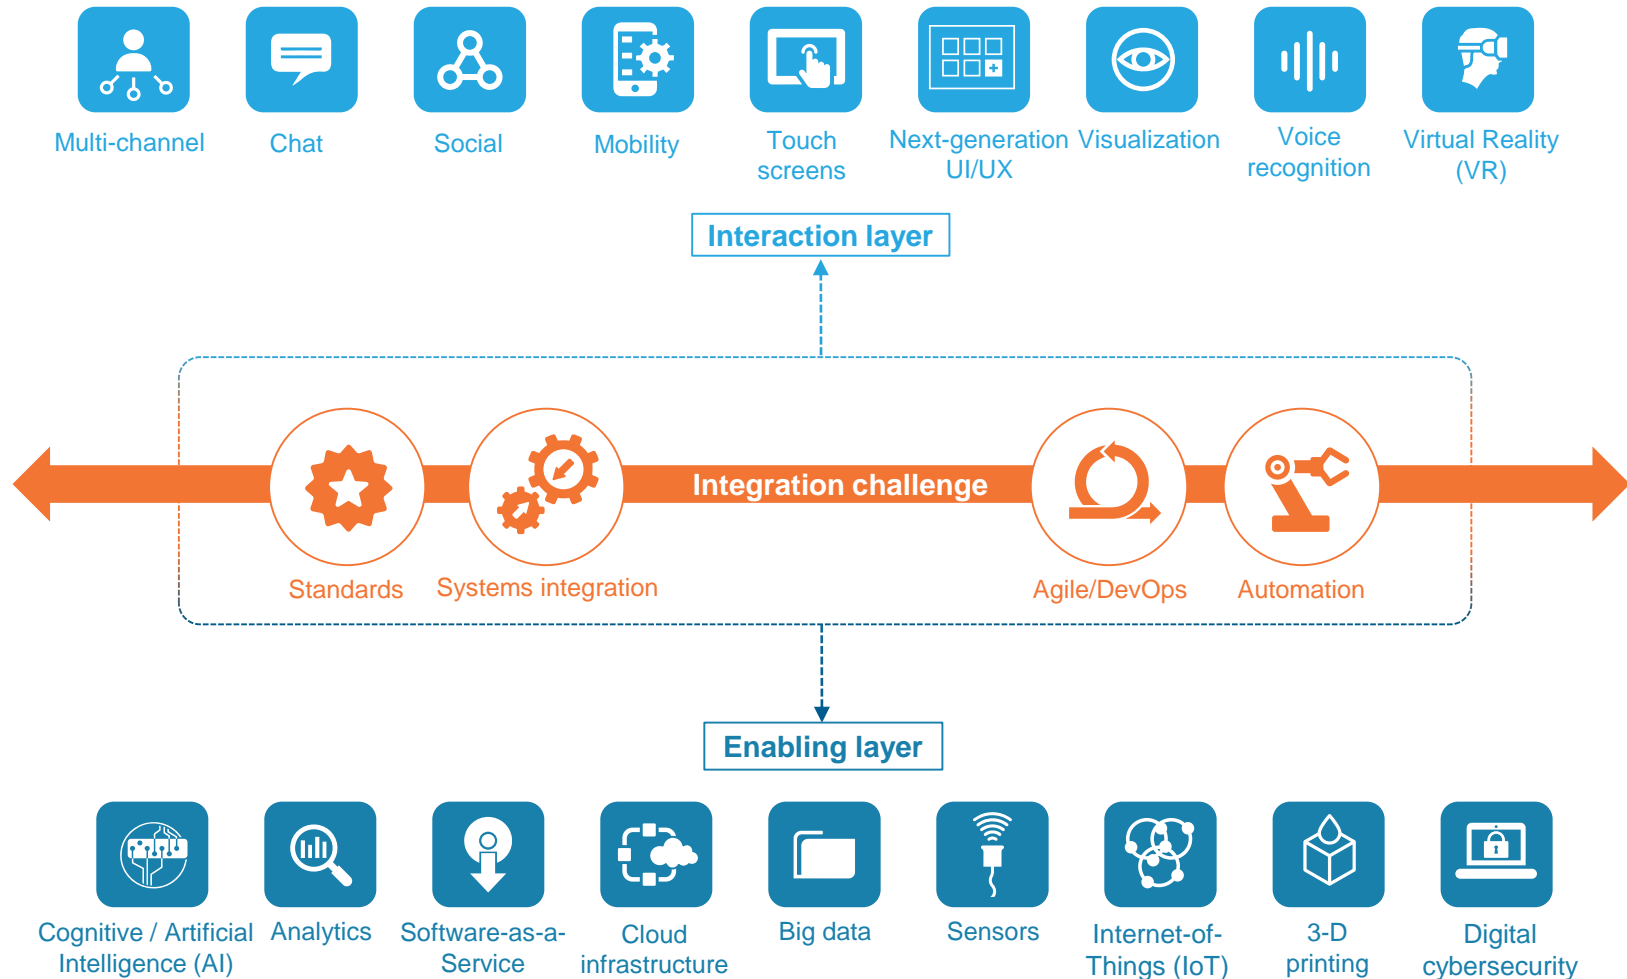 Multi-channel
Chat
Social
Mobility
Touch
screens
Next-generation
UI/UX
Visualization
Voice
recognition
Virtual Reality
(VR)
Interaction layer
Integration challenge
Standards
Systems integration
Agile/DevOps
Automation
Enabling layer
Cognitive / Artificial
Intelligence (AI)
Analytics
Software-as-a-
Service
Cloud
infrastructure
Big data
Sensors
Internet-of-
Things (IoT)
3-D
printing
Digital
cybersecurity